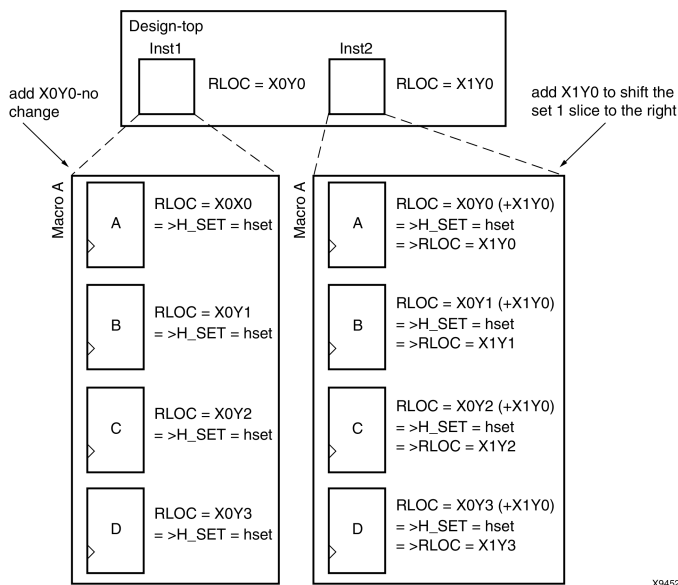 Design-top
Inst1
Inst2
RLOC = X0Y0
RLOC = X1Y0
add X0Y0-no
change
add X1Y0 to shift the
set 1 slice to the right
Macro A
A
RLOC = X0X0
= >H_SET = hset
B
RLOC = X0Y1
= >H_SET = hset
C
RLOC = X0Y2
= >H_SET = hset
D
RLOC = X0Y3
= >H_SET = hset
Macro A
A
RLOC = X0Y0 (+X1Y0)
= >H_SET = hset
= >RLOC = X1Y0
B
RLOC = X0Y1 (+X1Y0)
= >H_SET = hset
= >RLOC = X1Y1
C
RLOC = X0Y2 (+X1Y0)
= >H_SET = hset
= >RLOC = X1Y2
D
RLOC = X0Y3 (+X1Y0)
= >H_SET = hset
= >RLOC = X1Y3
X9452